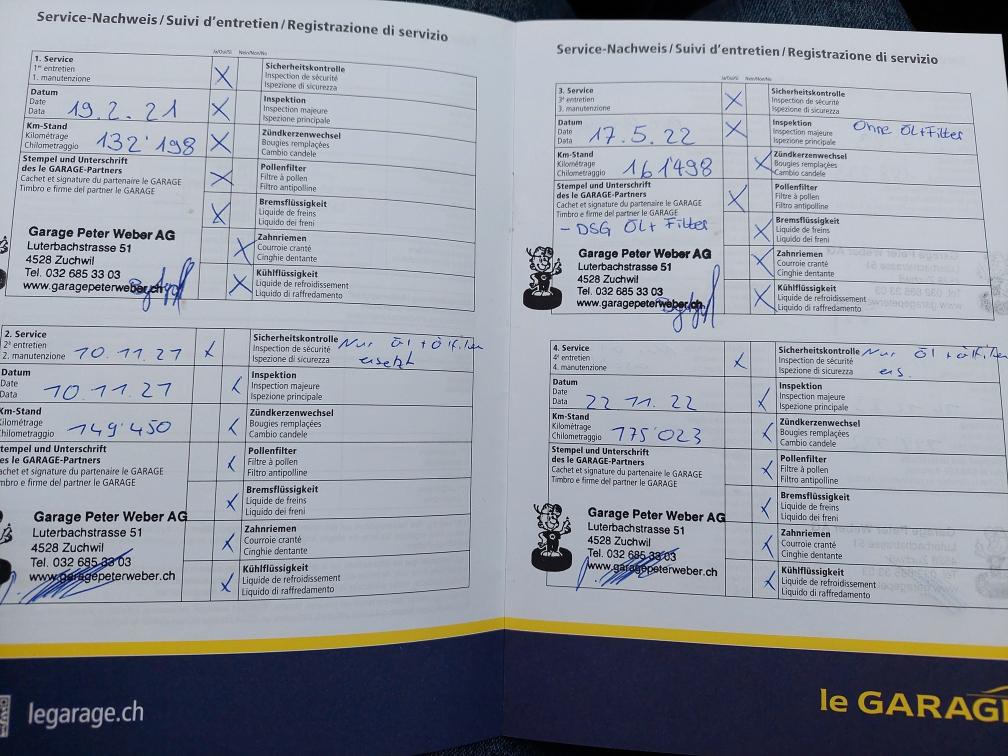 Service-Nachweis / Suivi d'entretien / Registrazione di servizio
Ja/Oui/Si Nein/Non/No
1. Service
1er entretien
1. manutenzione
Datum
Date
Data
19.2.21
Km-Stand
Kilométrage
Chilometraggio
132'198
Stempel und Unterschrift
des le GARAGE-Partners
Cachet et signature du partenaire le GARAGE
Timbro e firme del partner le GARAGE
Garage Peter Weber AG
Luterbachstrasse 51
4528 Zuchwil
Tel. 032 685 33 03
www.garagepeterweber.ch
Sicherheitskontrolle
Inspection de sécurité
Ispezione di sicurezza
Inspektion
Inspection majeure
Ispezione principale
Zündkerzenwechsel
Bougies remplaçées
Cambio candele
Pollenfilter
Filtre à pollen
Filtro antipolline
Bremsflüssigkeit
Liquide de freins
Liquido dei freni
Zahnriemen
Courroie cranté
Cinghie dentante
Kühlflüssigkeit
Liquide de refroidissement
Liquido di raffredamento
2. Service
2e entretien
2. manutenzione
10.11.21
Datum
Date
Data
10.11.21
Km-Stand
Kilométrage
Chilometraggio
149'450
Stempel und Unterschrift
des le GARAGE-Partners
Cachet et signature du partenaire le GARAGE
Timbro e firme del partner le GARAGE
Garage Peter Weber AG
Luterbachstrasse 51
4528 Zuchwil
Tel. 032 685 33 03
www.garagepeterweber.ch
Sicherheitskontrolle
Inspection de sécurité
Ispezione di sicurezza
Nur Öl + Ölfilter
ersetzt
Inspektion
Inspection majeure
Ispezione principale
Zündkerzenwechsel
Bougies remplaçées
Cambio candele
Pollenfilter
Filtre à pollen
Filtro antipolline
Bremsflüssigkeit
Liquide de freins
Liquido dei freni
Zahnriemen
Courroie cranté
Cinghie dentante
Kühlflüssigkeit
Liquide de refroidissement
Liquido di raffredamento
legarage.ch
Service-Nachweis / Suivi d'entretien / Registrazione di servizio
Ja/Oui/Si Nein/Non/No
3. Service
3e entretien
3. manutenzione
Datum
Date
Data
17.5.22
Km-Stand
Kilométrage
Chilometraggio
161'498
Stempel und Unterschrift
des le GARAGE-Partners
Cachet et signature du partenaire le GARAGE
Timbro e firme del partner le GARAGE
- DSG ÖL + Filter
Garage Peter Weber AG
Luterbachstrasse 51
4528 Zuchwil
Tel. 032 685 33 03
www.garagepeterweber.ch
Sicherheitskontrolle
Inspection de sécurité
Ispezione di sicurezza
Inspektion
Inspection majeure
Ispezione principale
Ohne ÖL+Filter
Zündkerzenwechsel
Bougies remplaçées
Cambio candele
Pollenfilter
Filtre à pollen
Filtro antipolline
Bremsflüssigkeit
Liquide de freins
Liquido dei freni
Zahnriemen
Courroie cranté
Cinghie dentante
Kühlflüssigkeit
Liquide de refroidissement
Liquido di raffredamento
4. Service
4e entretien
4. manutenzione
Datum
Date
Data
22.11.22
Km-Stand
Kilométrage
Chilometraggio
175'023
Stempel und Unterschrift
des le GARAGE-Partners
Cachet et signature du partenaire le GARAGE
Timbro e firme del partner le GARAGE
Garage Peter Weber AG
Luterbachstrasse 51
4528 Zuchwil
Tel. 032 685 33 03
www.garagepeterweber.ch
Sicherheitskontrolle
Inspection de sécurité
Ispezione di sicurezza
Nur Öl + Ölfilter
ers.
Inspektion
Inspection majeure
Ispezione principale
Zündkerzenwechsel
Bougies remplaçées
Cambio candele
Pollenfilter
Filtre à pollen
Filtro antipolline
Bremsflüssigkeit
Liquide de freins
Liquido dei freni
Zahnriemen
Courroie cranté
Cinghie dentante
Kühlflüssigkeit
Liquide de refroidissement
Liquido di raffredamento
le GARAGE